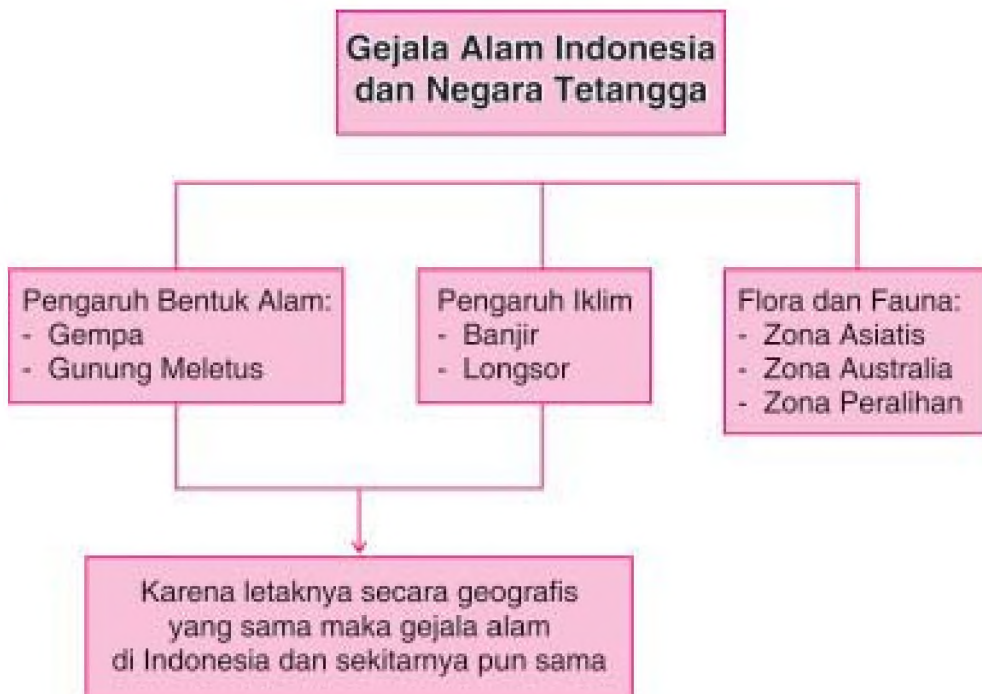 Gejala Alam Indonesia
dan Negara Tetangga
Pengaruh Bentuk Alam:
- Gempa
- Gunung Meletus
Pengaruh Iklim
- Banjir
- Longsor
Flora dan Fauna:
- Zona Asiatis
- Zona Australia
- Zona Peralihan
Karena letaknya secara geografis
yang sama maka gejala alam
di Indonesia dan sekitarnya pun sama